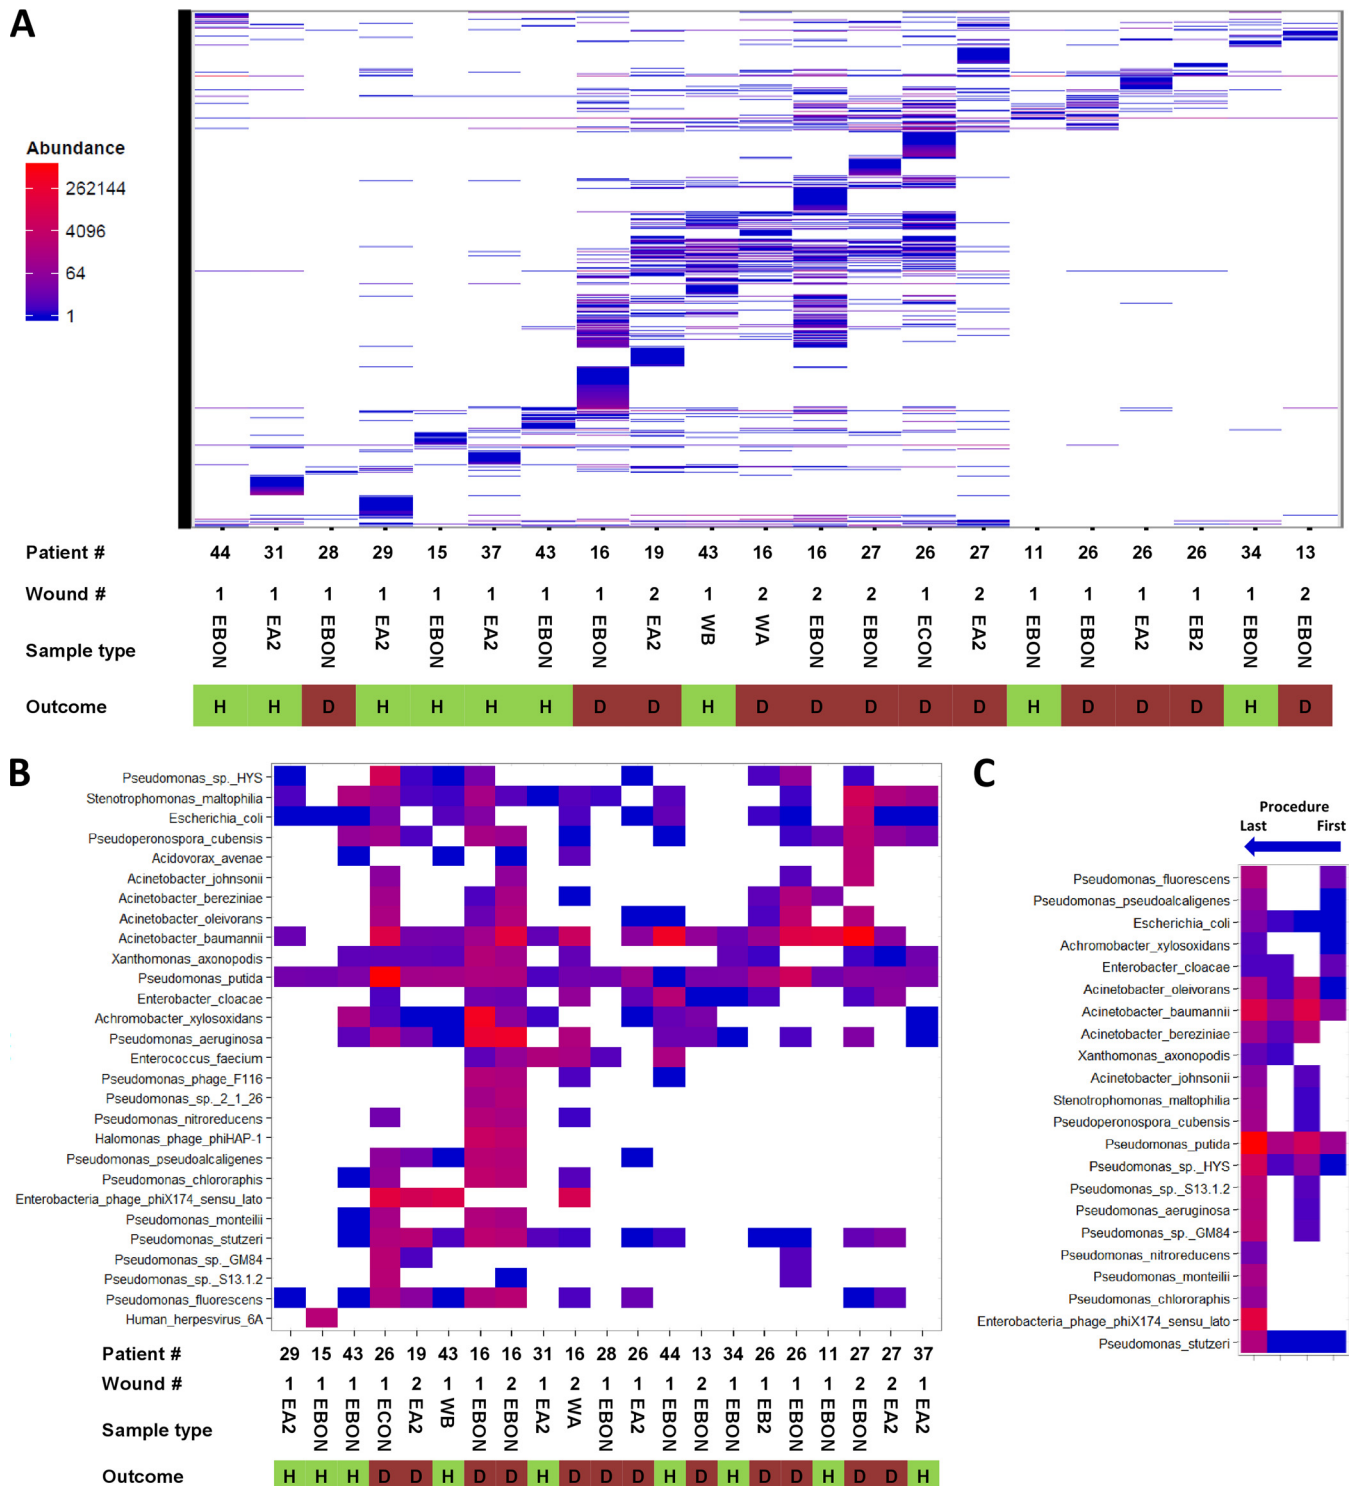 A
Abundance
262144
4096
64
1
Patient # 44 31 28 29 15 37 43 16 19 43 16 16 27 26 27 11 26 26 26 34 13
Wound # 1 1 1 1 1 1 1 1 2 1 2 2 2 1 2 1 1 1 1 1 2
Sample type EBON EA2 EBON EA2 EBON EA2 EBON EBON EA2 WB WA EBON EBON ECON EA2 EBON EBON EA2 EB2 EBON EBON
Outcome H H D H H H H D D H D D D D D H D D D H D
B
Pseudomonas_sp._HYS
Stenotrophomonas_maltophilia
Escherichia_coli
Pseudoperonospora_cubensis
Acidovorax_avenae
Acinetobacter_johnsonii
Acinetobacter_bereziniae
Acinetobacter_oleivorans
Acinetobacter_baumannii
Xanthomonas_axonopodis
Pseudomonas_putida
Enterobacter_cloacae
Achromobacter_xylosoxidans
Pseudomonas_aeruginosa
Enterococcus_faecium
Pseudomonas_phage_F116
Pseudomonas_sp._2_1_26
Pseudomonas_nitroreducens
Halomonas_phage_phiHAP-1
Pseudomonas_pseudoalcaligenes
Pseudomonas_chlororaphis
Enterobacteria_phage_phiX174_sensu_lato
Pseudomonas_monteilii
Pseudomonas_stutzeri
Pseudomonas_sp._GM84
Pseudomonas_sp._S13.1.2
Pseudomonas_fluorescens
Human_herpesvirus_6A
Patient # 29 15 43 26 19 43 16 16 31 16 28 26 44 13 34 26 26 11 27 27 37
Wound # 1 1 1 1 2 1 1 2 1 2 1 1 1 2 1 1 1 1 2 2 1
Sample type EA2 EBON EBON ECON EA2 WB EBON EBON EA2 WA EBON EA2 EBON EBON EBON EB2 EBON EBON EBON EA2 EA2
Outcome H H H D D H D D H D D D H D H D D H D D H
C
Procedure
Last First
Pseudomonas_fluorescens
Pseudomonas_pseudoalcaligenes
Escherichia_coli
Achromobacter_xylosoxidans
Enterobacter_cloacae
Acinetobacter_oleivorans
Acinetobacter_baumannii
Acinetobacter_bereziniae
Xanthomonas_axonopodis
Acinetobacter_johnsonii
Stenotrophomonas_maltophilia
Pseudoperonospora_cubensis
Pseudomonas_putida
Pseudomonas_sp._HYS
Pseudomonas_sp._S13.1.2
Pseudomonas_aeruginosa
Pseudomonas_sp._GM84
Pseudomonas_nitroreducens
Pseudomonas_monteilii
Pseudomonas_chlororaphis
Enterobacteria_phage_phiX174_sensu_lato
Pseudomonas_stutzeri